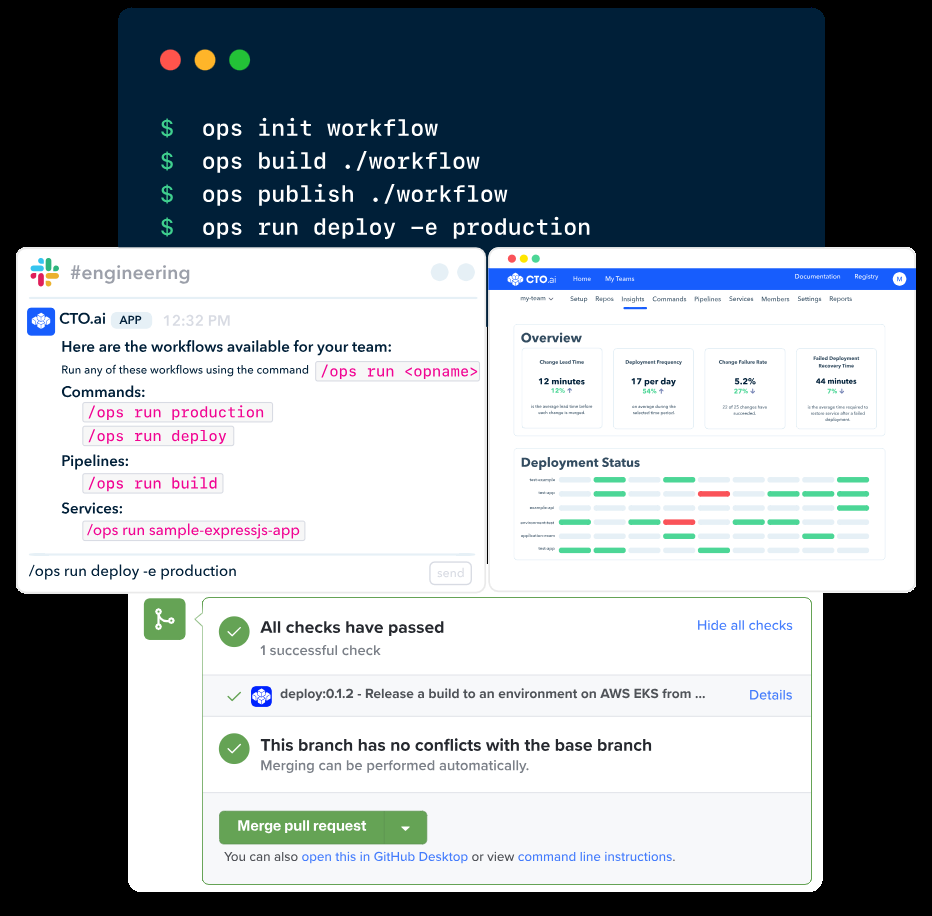 $ ops init workflow
$ ops build ./workflow
$ ops publish ./workflow
$ ops run deploy -e production
#engineering
CTO.ai APP 12:32 PM
Here are the workflows available for your team:
Run any of these workflows using the command /ops run <opname>
Commands:
/ops run production
/ops run deploy
Pipelines:
/ops run build
Services:
/ops run sample-expressjs-app
/ops run deploy -e production
send
CTO.ai Home My Teams Documentation Registry M
my-team Setup Repos Insights Commands Pipelines Services Members Settings Reports
Overview
Change Lead Time
12 minutes
12% ↑
is the average lead time before
each change is merged.
Deployment Frequency
17 per day
54% ↑
on average during the
selected time period.
Change Failure Rate
5.2%
27% ↓
22 of 23 changes have
succeeded.
Failed Deployment
Recovery Time
44 minutes
7% ↓
is the average time required to
restore service after a failed
deployment.
Deployment Status
test-app
example-api
environment-test
test-app
All checks have passed
Hide all checks
1 successful check
deploy:0.1.2 - Release a build to an environment on AWS EKS from ...
Details
This branch has no conflicts with the base branch
Merging can be performed automatically.
Merge pull request
You can also open this in GitHub Desktop or view command line instructions.